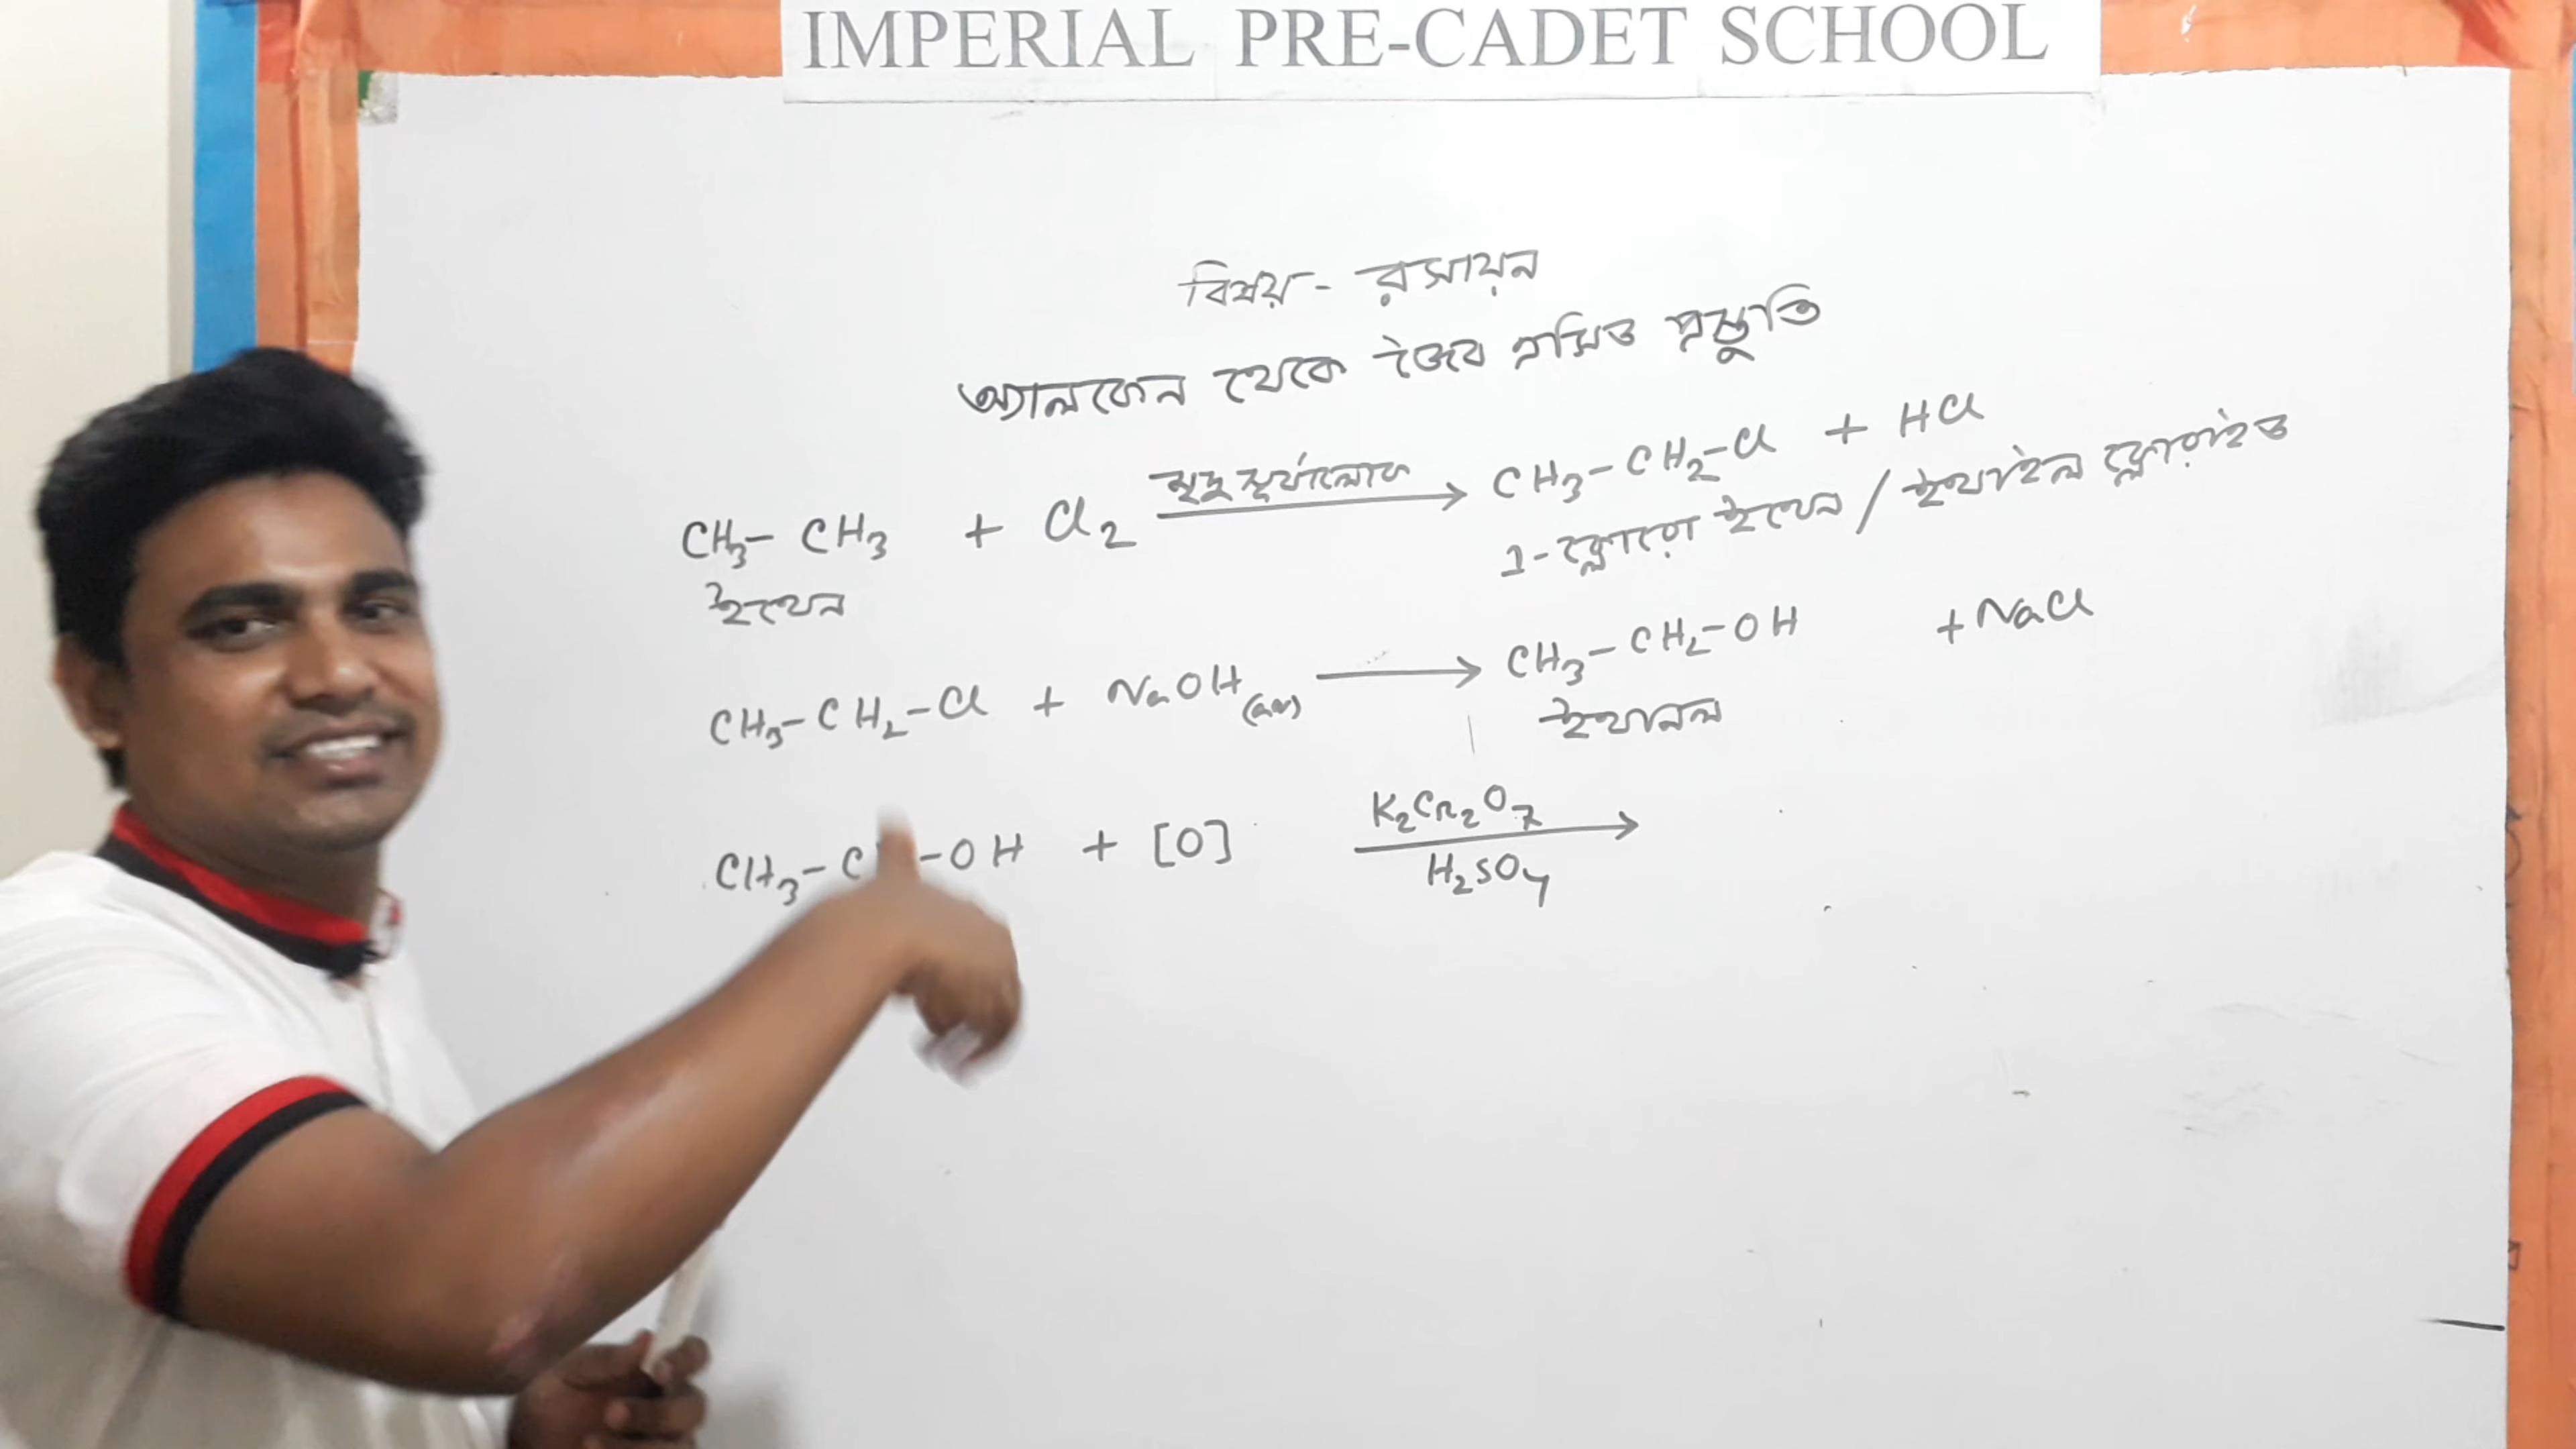 IMPERIAL PRE-CADET SCHOOL
বিষয় - রসায়ন
অ্যালকেন থেকে জৈব এসিড প্রস্তুতি
CH₃- CH₃ + Cl₂ মৃদু সূর্যালোক → CH₃-CH₂-Cl + HCl
ইথেন 1-ক্লোরো ইথেন / ইথাইল ক্লোরাইড
CH₃-CH₂-Cl + NaOH(aq) → CH₃-CH₂-OH + NaCl
ইথানল
K₂Cr₂O₇
CH₃-C -OH + [O] →
H₂SO₄